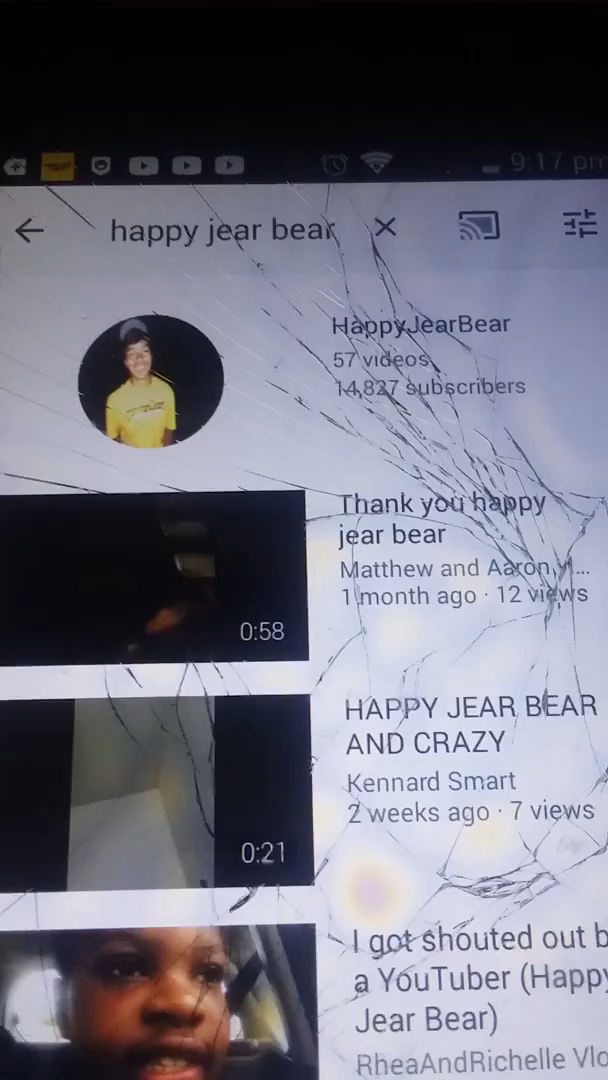 9:17 pm
happy jear bear
HappyJearBear
57 videos
14,827 subscribers
Thank you happy
jear bear
Matthew and Aaron
1 month ago · 12 views
0:58
HAPPY JEAR BEAR
AND CRAZY
Kennard Smart
2 weeks ago · 7 views
0:21
I got shouted out b
a YouTuber (Happy
Jear Bear)
RheaAndRichelle Vlo